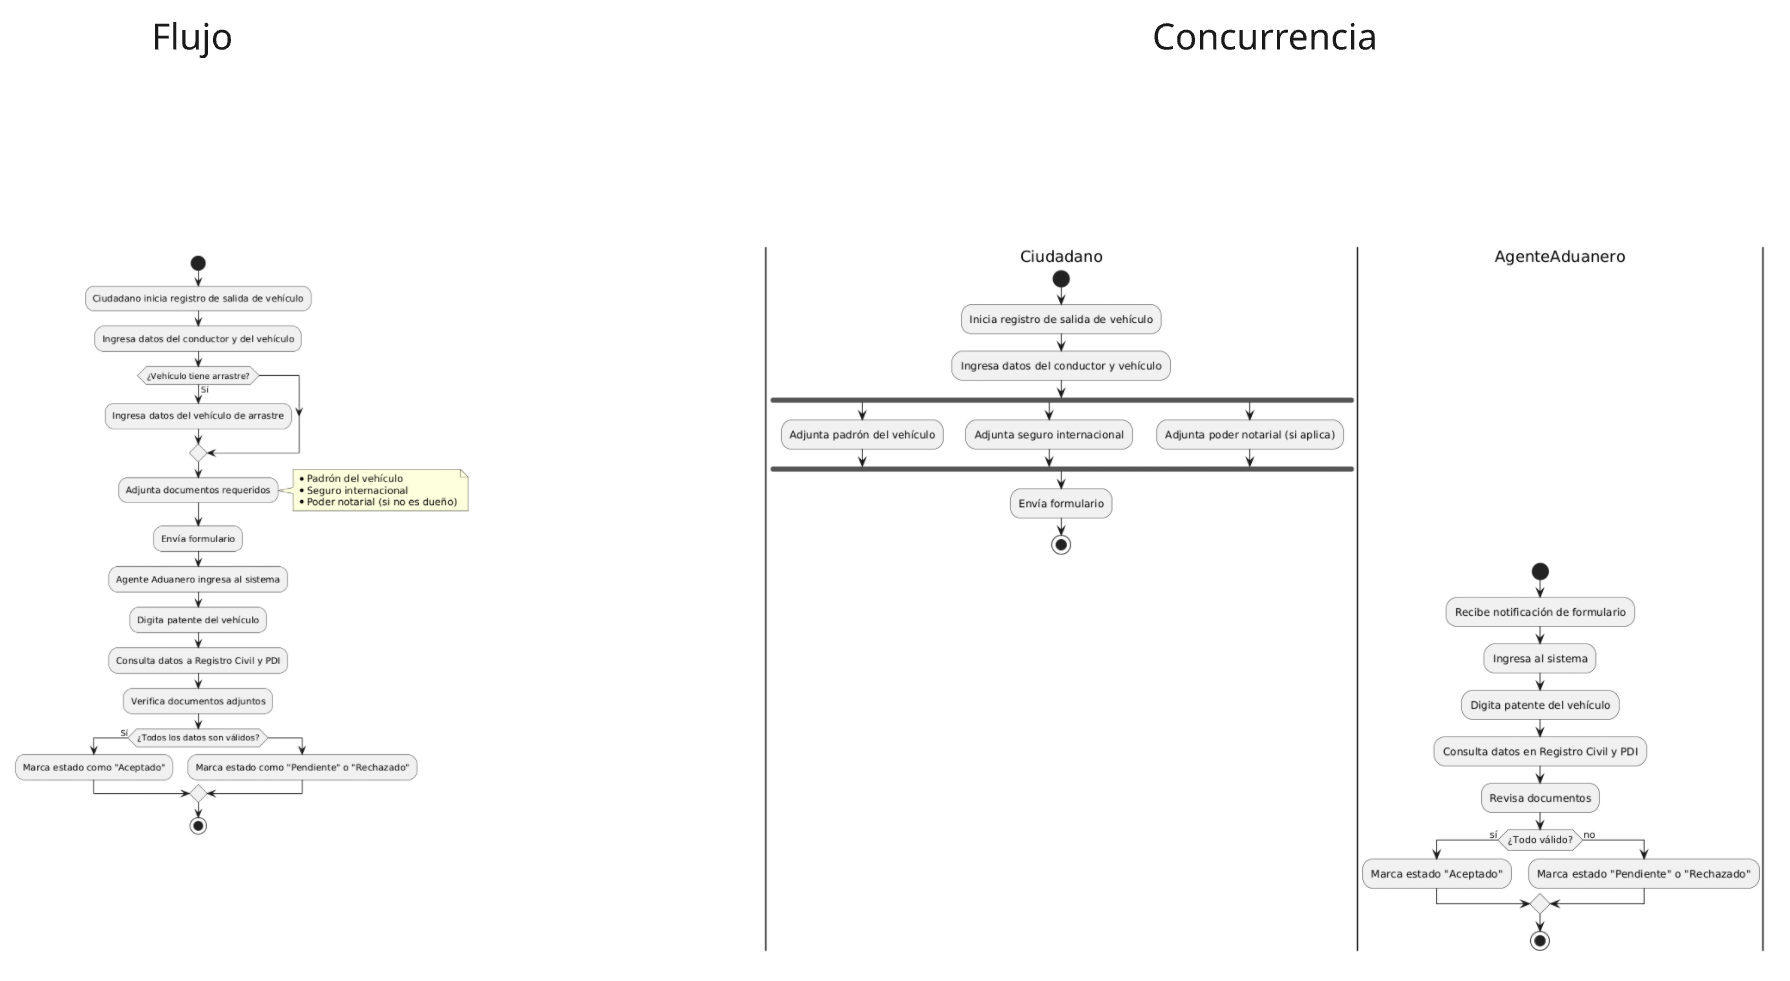 Flujo
Concurrencia
Ciudadano inicia registro de salida de vehículo
Ingresa datos del conductor y del vehículo
¿Vehículo tiene arrastre?
Sí
Ingresa datos del vehículo de arrastre
Adjunta documentos requeridos
• Padrón del vehículo
• Seguro internacional
• Poder notarial (si no es dueño)
Envía formulario
Agente Aduanero ingresa al sistema
Digita patente del vehículo
Consulta datos a Registro Civil y PDI
Verifica documentos adjuntos
Sí
¿Todos los datos son válidos?
Marca estado como "Aceptado"
Marca estado como "Pendiente" o "Rechazado"
Ciudadano
Inicia registro de salida de vehículo
Ingresa datos del conductor y vehículo
Adjunta padrón del vehículo
Adjunta seguro internacional
Adjunta poder notarial (si aplica)
Envía formulario
AgenteAduanero
Recibe notificación de formulario
Ingresa al sistema
Digita patente del vehículo
Consulta datos en Registro Civil y PDI
Revisa documentos
sí
¿Todo válido?
no
Marca estado "Aceptado"
Marca estado "Pendiente" o "Rechazado"